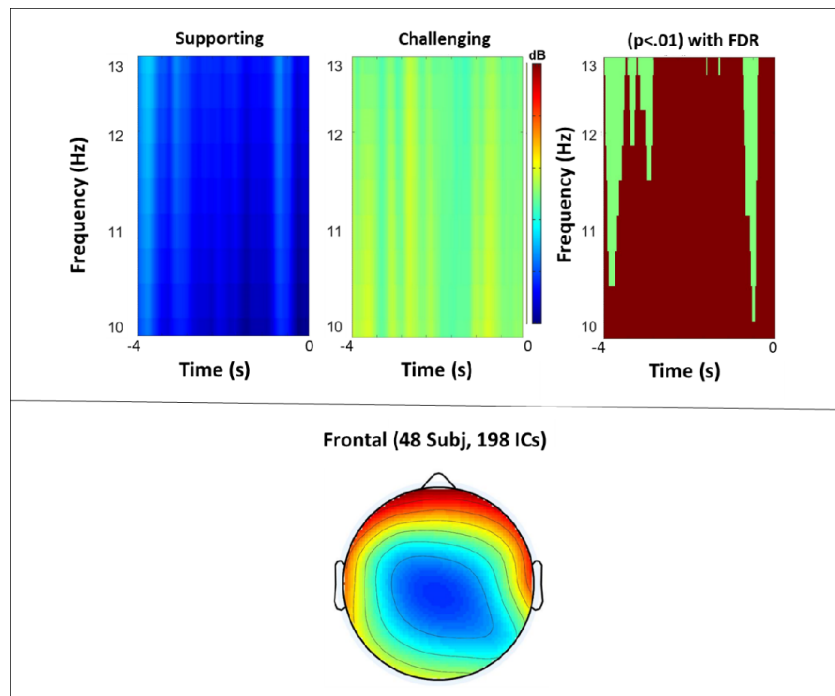 Supporting
Challenging
(p<.01) with FDR
dB
Frequency (Hz)
13
12
11
10
-4
0
Time (s)
13
12
11
10
-4
0
Time (s)
Frequency (Hz)
13
12
11
10
-4
0
Time (s)
Frontal (48 Subj, 198 ICs)